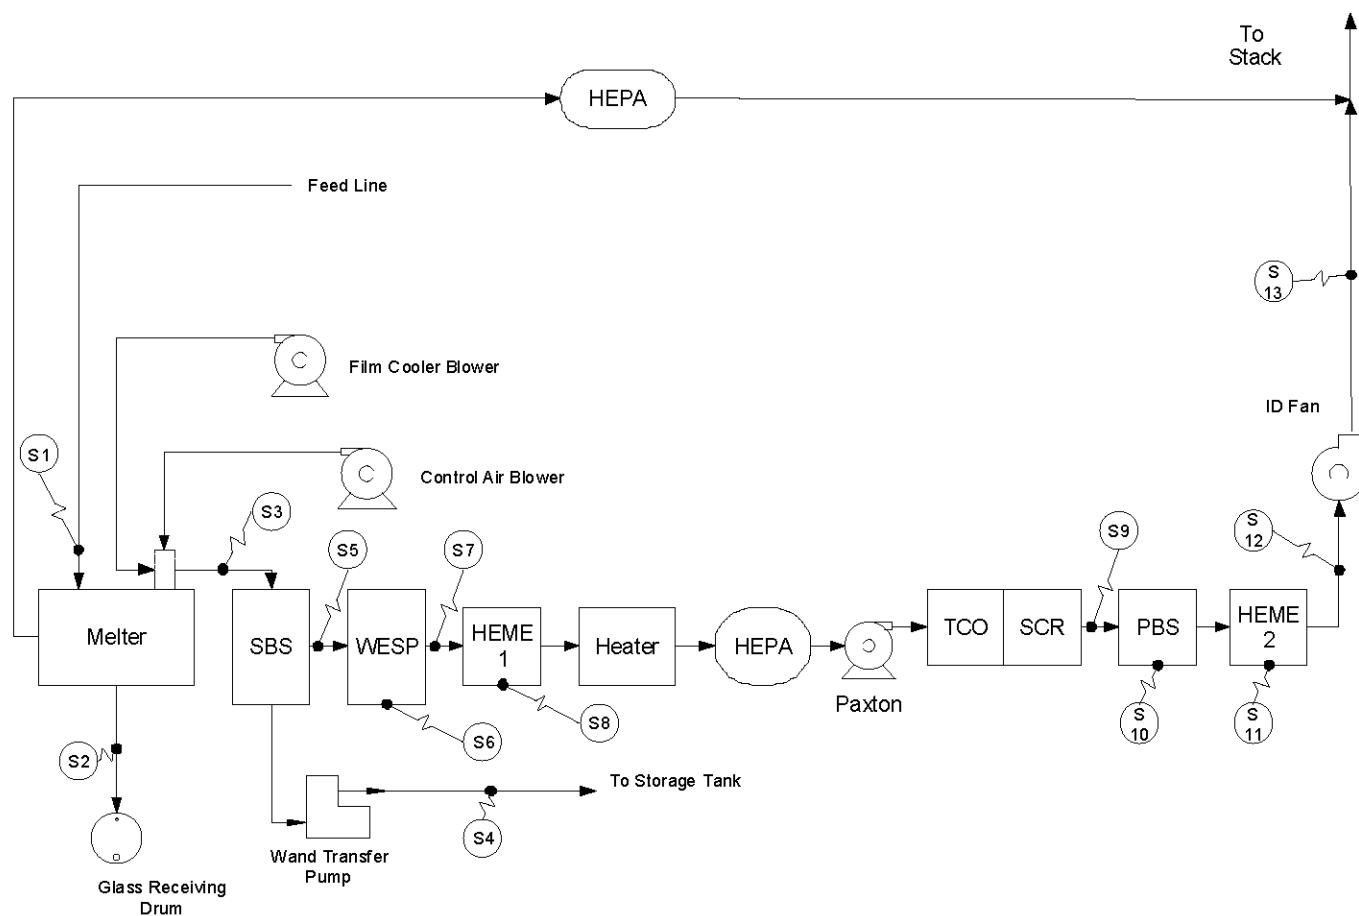 To
Stack
HEPA
Feed Line
S
13
Film Cooler Blower
ID Fan
S1
Control Air Blower
S3
S5
S7
S9
S
12
Melter
SBS
WESP
HEME
1
Heater
HEPA
Paxton
TCO
SCR
PBS
HEME
2
S2
S6
S8
S
10
S
11
To Storage Tank
S4
Wand Transfer
Pump
Glass Receiving
Drum